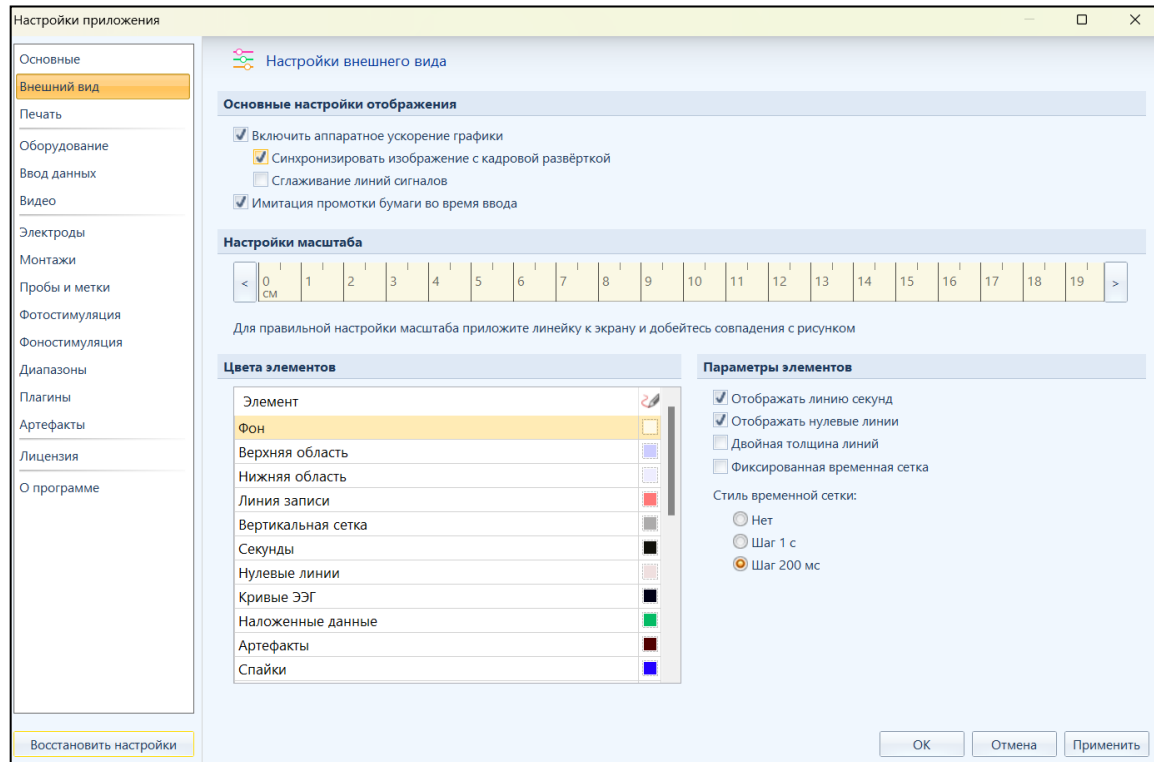 Настройки приложения
Основные
Внешний вид
Печать
Оборудование
Ввод данных
Видео
Электроды
Монтажи
Пробы и метки
Фотостимуляция
Фоностимуляция
Диапазоны
Плагины
Артефакты
Лицензия
О программе
Восстановить настройки
Настройки внешнего вида
Основные настройки отображения
Включить аппаратное ускорение графики
Синхронизировать изображение с кадровой развёрткой
Сглаживание линий сигналов
Имитация промотки бумаги во время ввода
Настройки масштаба
< 0 1 2 3 4 5 6 7 8 9 10 11 12 13 14 15 16 17 18 19 >
СМ
Для правильной настройки масштаба приложите линейку к экрану и добейтесь совпадения с рисунком
Цвета элементов
Элемент
Фон
Верхняя область
Нижняя область
Линия записи
Вертикальная сетка
Секунды
Нулевые линии
Кривые ЭЭГ
Наложенные данные
Артефакты
Спайки
Параметры элементов
Отображать линию секунд
Отображать нулевые линии
Двойная толщина линий
Фиксированная временная сетка
Стиль временной сетки:
Нет
Шаг 1 с
Шаг 200 мс
ОК Отмена Применить